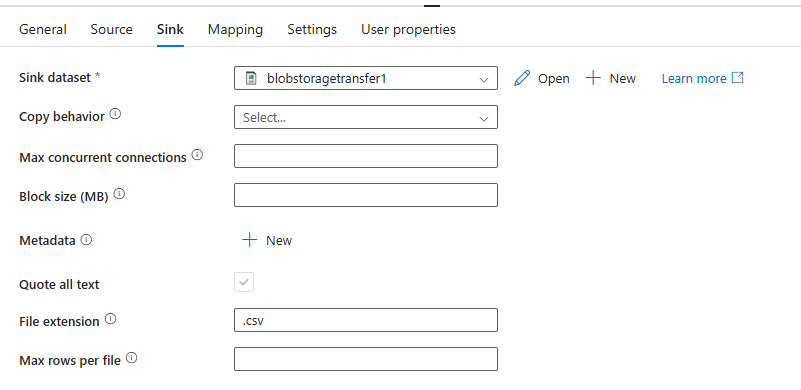 General Source Sink Mapping Settings User properties
Sink dataset * blobstoragetransfer1 Open New Learn more
Copy behavior Select...
Max concurrent connections
Block size (MB)
Metadata New
Quote all text
File extension .csv
Max rows per file